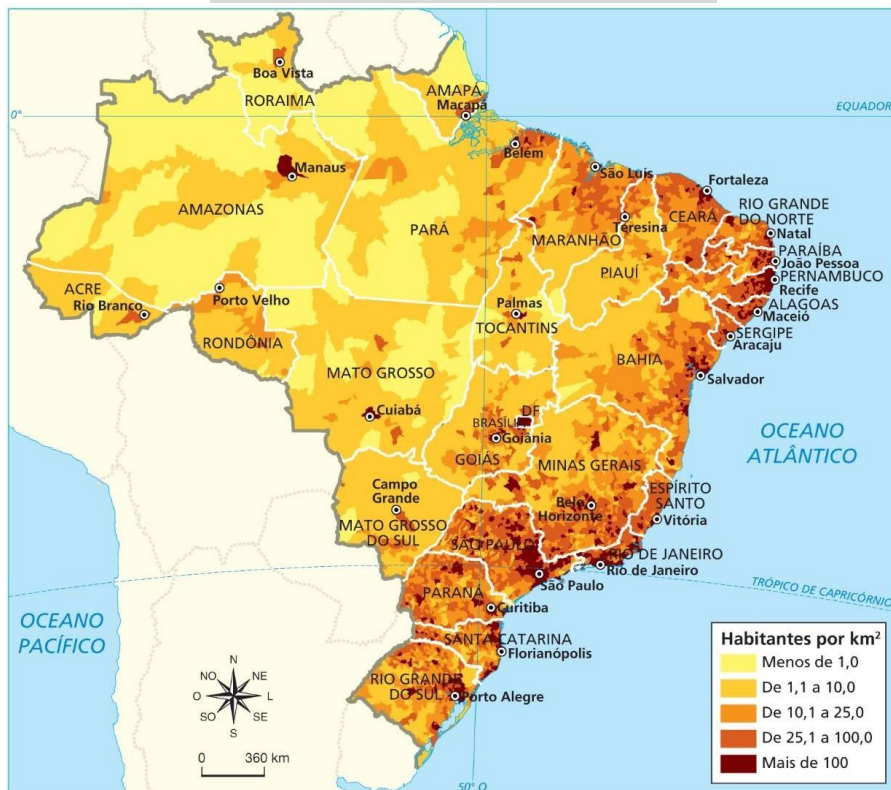 Boa Vista
RORAIMA
AMAPÁ
Macapá
0°
EQUADOR
Belém
São Luís
Manaus
Fortaleza
AMAZONAS
PARÁ
MARANHÃO
Teresina
CEARÁ
RIO GRANDE
DO NORTE
Natal
PARAÍBA
João Pessoa
PIAUÍ
PERNAMBUCO
Recife
ACRE
Rio Branco
Porto Velho
Palmas
TOCANTINS
ALAGOAS
Maceió
RONDÔNIA
SERGIPE
Aracaju
MATO GROSSO
BAHIA
Salvador
Cuiabá
DF
BRASÍLI
Goiânia
GOIÁS
OCEANO
ATLÂNTICO
MINAS GERAIS
Campo
Grande
MATO GROSSO
DO SUL
Belo
Horizonte
ESPÍRITO
SANTO
Vitória
SÃO PAULO
RIO DE JANEIRO
Rio de Janeiro
São Paulo
TRÓPICO DE CAPRICÓRNIO
PARANÁ
Curitiba
OCEANO
PACÍFICO
SANTA CATARINA
Florianópolis
RIO GRANDE
DO SUL
Porto Alegre
N
NO
NE
O
L
SO
SE
S
0
360 km
50° O
Habitantes por km²
Menos de 1,0
De 1,1 a 10,0
De 10,1 a 25,0
De 25,1 a 100,0
Mais de 100